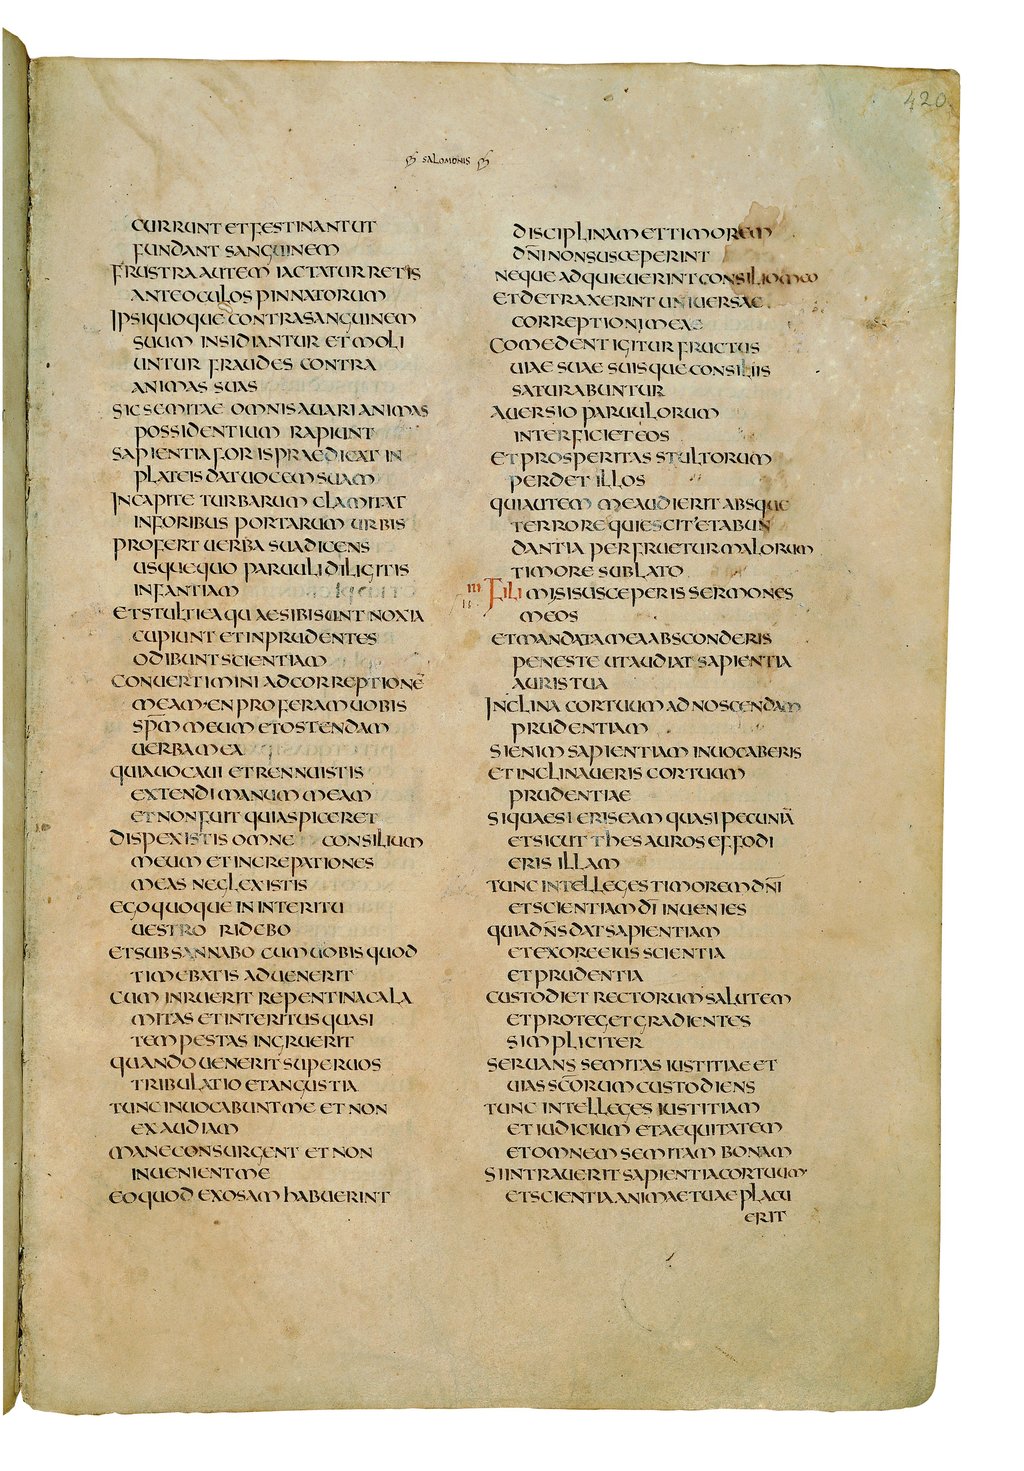 420
SALOMONIS
CURRUNT ET FESTINANT UT
FUNDANT SANGUINEM
FRUSTRA AUTEM IACTATUR RETIS
ANTE OCULOS PINNATORUM
IPSI QUOQUE CONTRA SANGUINEM
SUUM INSIDIANTUR ET MOLI
UNTUR FRAUDES CONTRA
ANIMAS SUAS
SIC SEMITAE OMNIS AUARI ANIMAS
POSSIDENTIUM RAPIUNT
SAPIENTIA FORIS PRAEDICAT IN
PLATEIS DAT UOCEM SUAM
IN CAPITE TURBARUM CLAMITAT
IN FORIBUS PORTARUM URBIS
PROFERT UERBA SUA DICENS
USQUEQUO PARUULI DILIGITIS
INFANTIAM
ET STULTI EA QUAE SIBI SUNT NOXIA
CUPIUNT ET INPRUDENTES
ODIBUNT SCIENTIAM
CONUERTIMINI AD CORREPTIONĒ
MEAM EN PROFERAM UOBIS
SP̄M MEUM ET OSTENDAM
UERBA MEA
QUIA UOCAUI ET RENNUISTIS
EXTENDI MANUM MEAM
ET NON FUIT QUI ASPICERET
DISPEXISTIS OMNE CONSILIUM
MEUM ET INCREPATIONES
MEAS NEGLEXISTIS
EGO QUOQUE IN INTERITU
UESTRO RIDEBO
ET SUBSANNABO CUM UOBIS QUOD
TIMEBATIS ADUENERIT
CUM INRUERIT REPENTINA CALA
MITAS ET INTERITUS QUASI
TEMPESTAS INGRUERIT
QUANDO UENERIT SUPER UOS
TRIBULATIO ET ANGUSTIA
TUNC INUOCABUNT ME ET NON
EXAUDIAM
MANE CONSURGENT ET NON
INUENIENT ME
EO QUOD EXOSAM HABUERINT
DISCIPLINAM ET TIMOREM
DN̄I NON SUSCEPERINT
NEQUE ADQUIEUERINT CONSILIO MEO
ET DETRAXERINT UNIUERSAE
CORREPTIONI MEAE
COMEDENT IGITUR FRUCTUS
UIAE SUAE SUISQUE CONSILIIS
SATURABUNTUR
AUERSIO PARUULORUM
INTERFICIET EOS
ET PROSPERITAS STULTORUM
PERDET ILLOS
QUI AUTEM ME AUDIERIT ABSQUE
TERRORE QUIESCIT ET ABUN
DANTIA PERFRUETUR MALORUM
TIMORE SUBLATO
II FILI MI SI SUSCEPERIS SERMONES
MEOS
ET MANDATA MEA ABSCONDERIS
PENES TE UT AUDIAT SAPIENTIA
AURIS TUA
INCLINA COR TUUM AD NOSCENDAM
PRUDENTIAM
SI ENIM SAPIENTIAM INUOCABERIS
ET INCLINAUERIS COR TUUM
PRUDENTIAE
SI QUAESIERIS EAM QUASI PECUNIĀ
ET SICUT THESAUROS EFFODI
ERIS ILLAM
TUNC INTELLEGES TIMOREM DN̄I
ET SCIENTIAM DĪ INUENIES
QUIA DN̄S DAT SAPIENTIAM
ET EX ORE EIUS SCIENTIA
ET PRUDENTIA
CUSTODIET RECTORUM SALUTEM
ET PROTEGET GRADIENTES
SIMPLICITER
SERUANS SEMITAS IUSTITIAE ET
UIAS SC̄ORUM CUSTODIENS
TUNC INTELLEGES IUSTITIAM
ET IUDICIUM ET AEQUITATEM
ET OMNEM SEMITAM BONAM
SI INTRAUERIT SAPIENTIA COR TUUM
ET SCIENTIA ANIMAE TUAE PLACU
ERIT